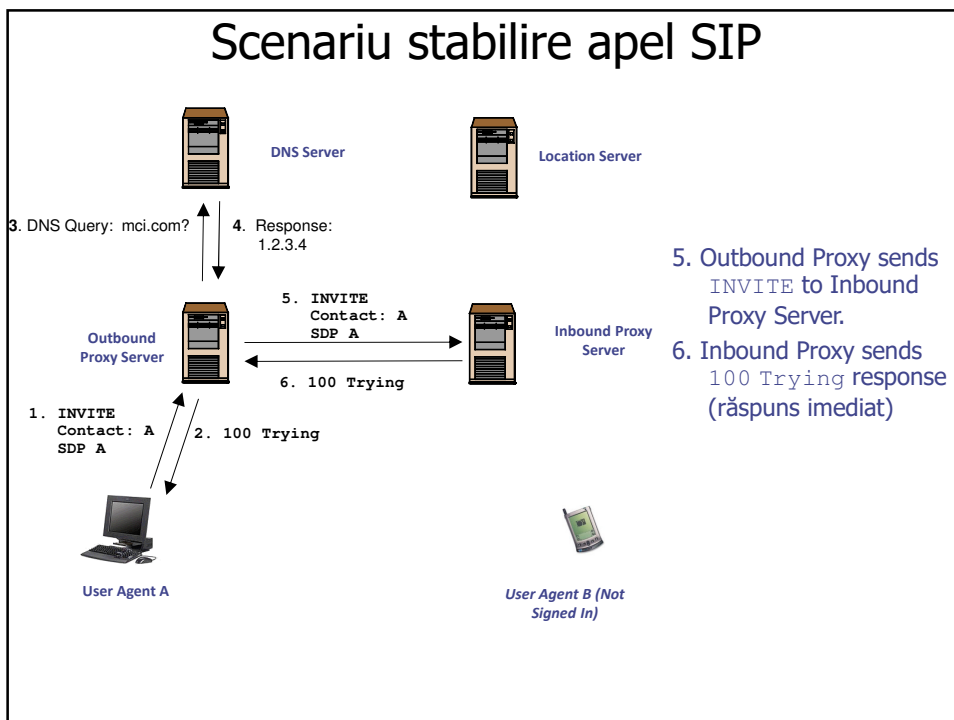 Scenariu stabilire apel SIP
DNS Server
Location Server
3. DNS Query: mci.com?
4. Response:
1.2.3.4
5. INVITE
Contact: A
SDP A
Outbound
Proxy Server
Inbound Proxy
Server
6. 100 Trying
1. INVITE
Contact: A
SDP A
2. 100 Trying
User Agent A
User Agent B (Not
Signed In)
5. Outbound Proxy sends
INVITE to Inbound
Proxy Server.
6. Inbound Proxy sends
100 Trying response
(răspuns imediat)